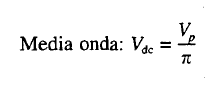 Media onda: V_dc = V_p / π